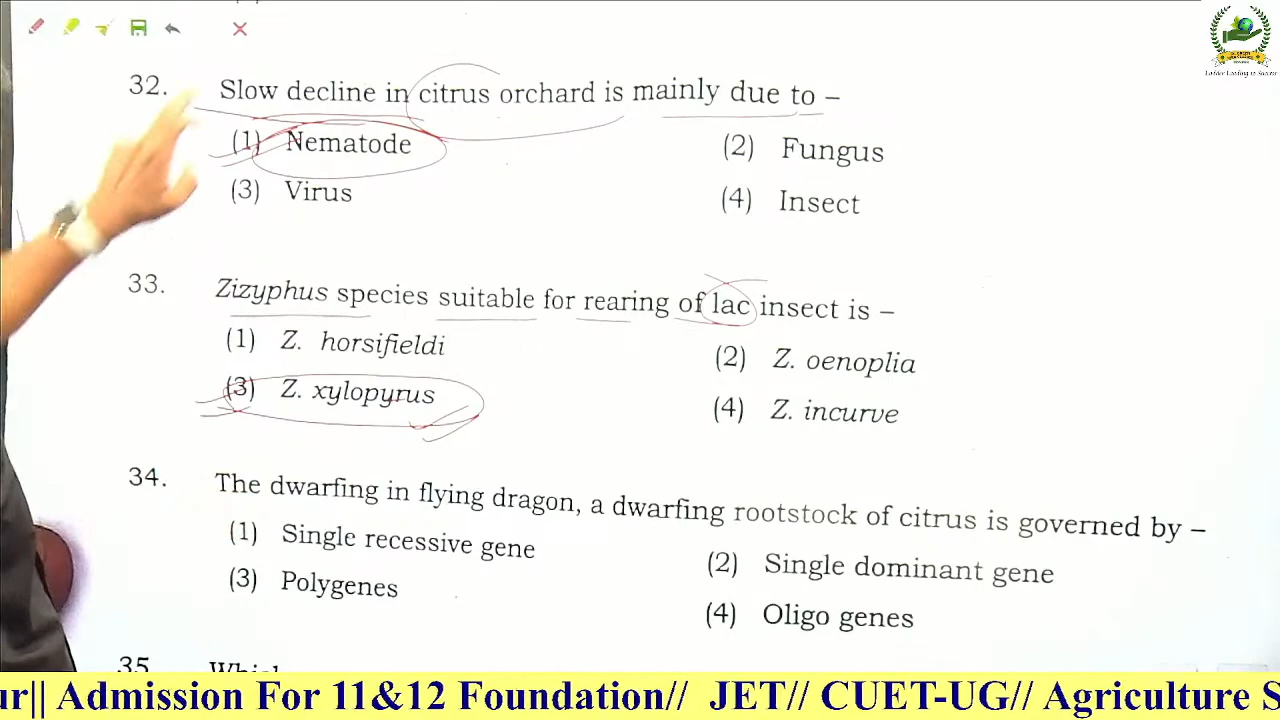 32. Slow decline in citrus orchard is mainly due to –
(1) Nematode (2) Fungus
(3) Virus (4) Insect
33. Zizyphus species suitable for rearing of lac insect is –
(1) Z. horsifieldi (2) Z. oenoplia
(3) Z. xylopyrus (4) Z. incurve
34. The dwarfing in flying dragon, a dwarfing rootstock of citrus is governed by –
(1) Single recessive gene (2) Single dominant gene
(3) Polygenes (4) Oligo genes
35
ur|| Admission For 11&12 Foundation// JET// CUET-UG// Agriculture S